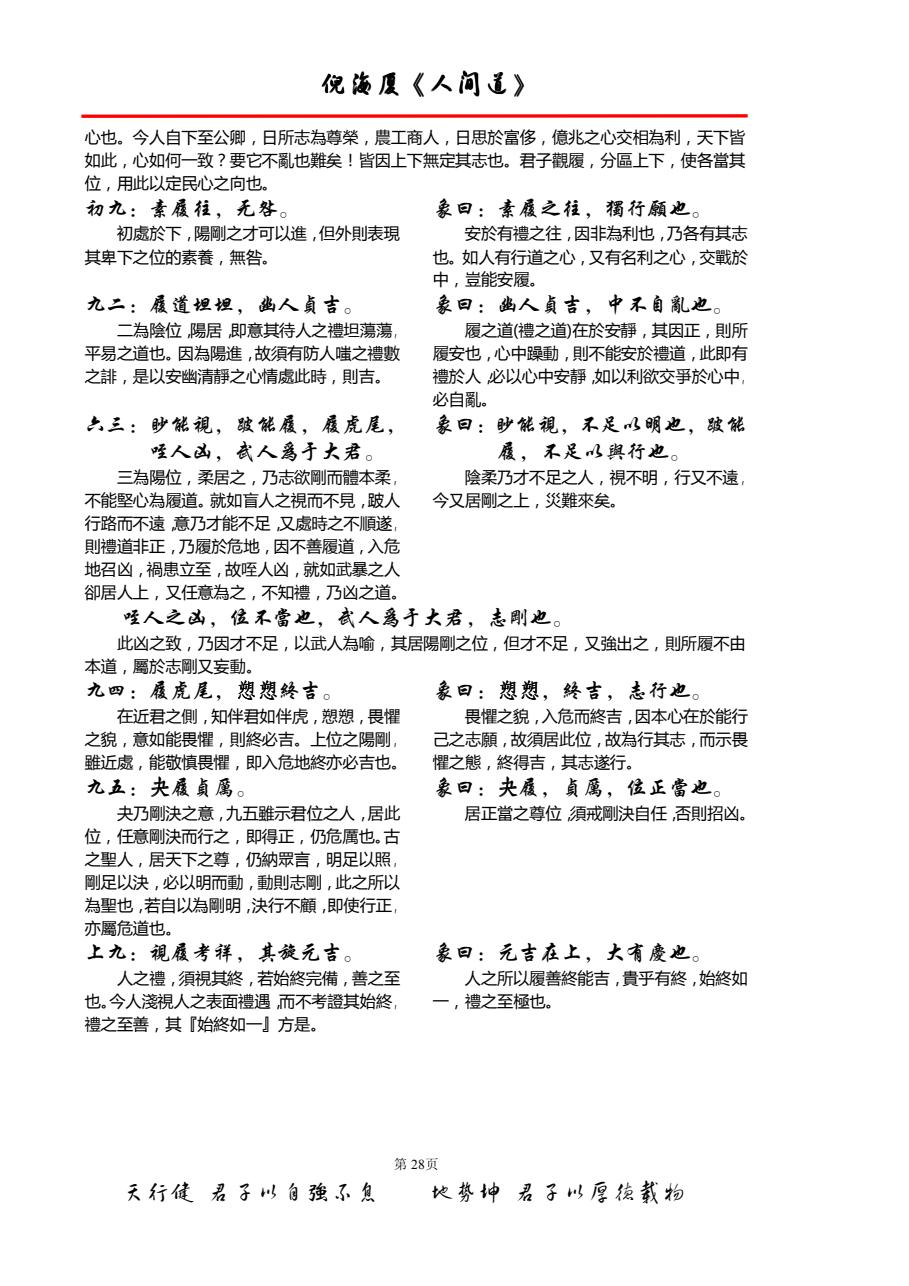 倪海厦《人间道》
心也。今人自下至公卿，日所志為尊榮，農工商人，日思於富侈，億兆之心交相為利，天下皆
如此，心如何一致？要它不亂也難矣！皆因上下無定其志也。君子觀履，分區上下，使各當其
位，用此以定民心之向也。
初九：素履往，无咎。
初處於下，陽剛之才可以進，但外則表現
其卑下之位的素養，無咎。
象曰：素履之往，獨行願也。
安於有禮之往，因非為利也，乃各有其志
也。如人有行道之心，又有名利之心，交戰於
中，豈能安履。
九二：履道坦坦，幽人貞吉。
二為陰位，陽居，即意其待人之禮坦蕩蕩，
平易之道也。因為陽進，故須有防人嗤之禮數
之誹，是以安幽清靜之心情處此時，則吉。
象曰：幽人貞吉，中不自亂也。
履之道(禮之道)在於安靜，其因正，則所
履安也，心中躁動，則不能安於禮道，此即有
禮於人，必以心中安靜，如以利欲交爭於心中，
必自亂。
六三：眇能視，跛能履，履虎尾，
咥人凶，武人爲于大君。
三為陽位，柔居之，乃志欲剛而體本柔，
不能堅心為履道。就如盲人之視而不見，跛人
行路而不遠，意乃才能不足，又處時之不順遂，
則禮道非正，乃履於危地，因不善履道，入危
地召凶，禍患立至，故咥人凶，就如武暴之人
卻居人上，又任意為之，不知禮，乃凶之道。
象曰：眇能視，不足以明也，跛能
履，不足以與行也。
陰柔乃才不足之人，視不明，行又不遠，
今又居剛之上，災難來矣。
咥人之凶，位不當也，武人爲于大君，志剛也。
此凶之致，乃因才不足，以武人為喻，其居陽剛之位，但才不足，又強出之，則所履不由
本道，屬於志剛又妄動。
九四：履虎尾，愬愬終吉。
在近君之側，知伴君如伴虎，愬愬，畏懼
之貌，意如能畏懼，則終必吉。上位之陽剛，
雖近處，能敬慎畏懼，即入危地終亦必吉也。
象曰：愬愬，終吉，志行也。
畏懼之貌，入危而終吉，因本心在於能行
己之志願，故須居此位，故為行其志，而示畏
懼之態，終得吉，其志遂行。
九五：夬履貞厲。
夬乃剛決之意，九五雖示君位之人，居此
位，任意剛決而行之，即得正，仍危厲也。古
之聖人，居天下之尊，仍納眾言，明足以照，
剛足以決，必以明而動，動則志剛，此之所以
為聖也，若自以為剛明，決行不顧，即使行正，
亦屬危道也。
象曰：夬履，貞厲，位正當也。
居正當之尊位，須戒剛決自任，否則招凶。
上九：視履考祥，其旋元吉。
人之禮，須視其終，若始終完備，善之至
也。今人淺視人之表面禮遇，而不考證其始終，
禮之至善，其『始終如一』方是。
象曰：元吉在上，大有慶也。
人之所以履善終能吉，貴乎有終，始終如
一，禮之至極也。
第 28页
天行健 君子以自強不息 地勢坤 君子以厚德載物